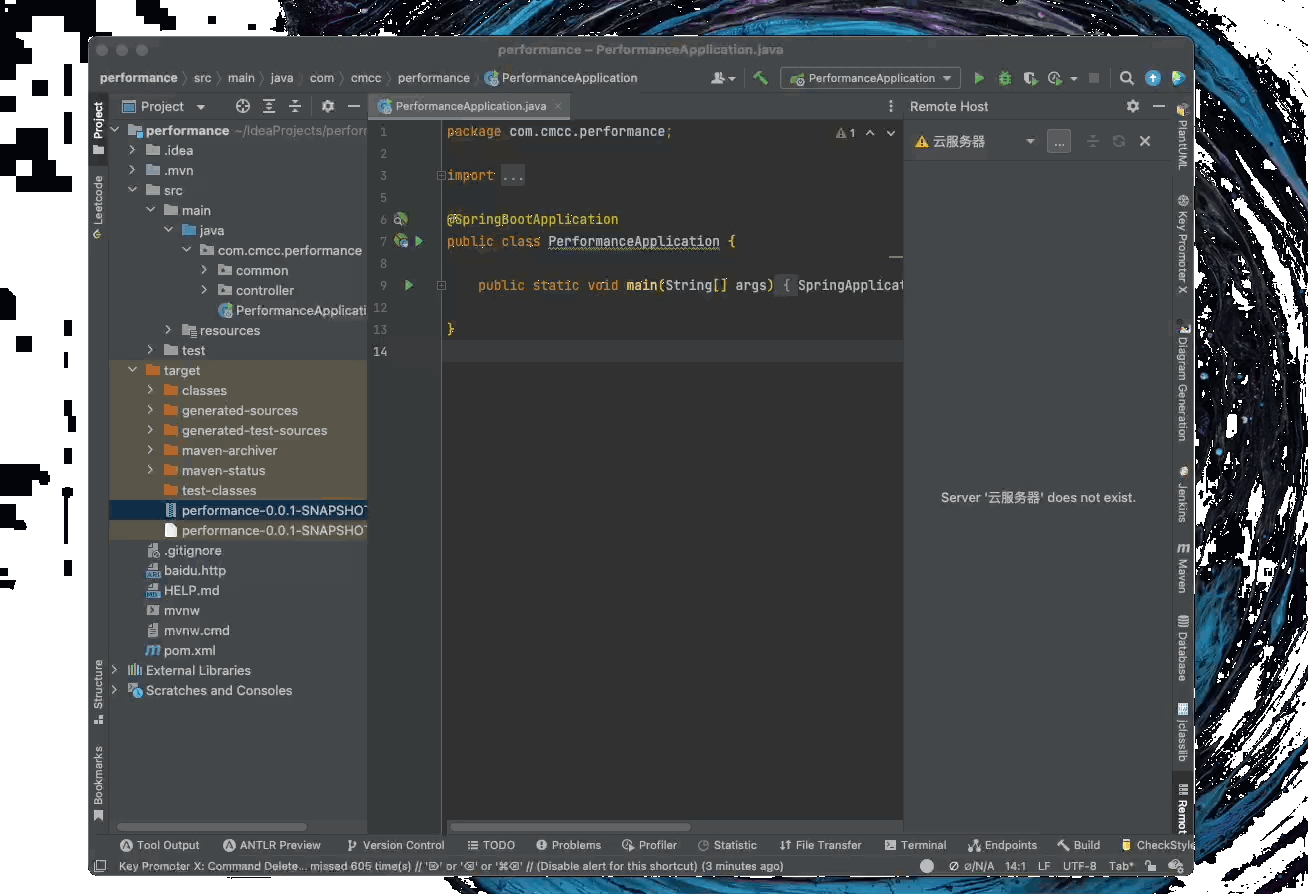 performance – PerformanceApplication.java
performance src main java com cmcc performance PerformanceApplication
PerformanceApplication
Project
PerformanceApplication.java
Remote Host
performance ~/IdeaProjects/perforr
.idea
.mvn
src
main
java
com.cmcc.performance
common
controller
PerformanceApplicati
resources
test
target
classes
generated-sources
generated-test-sources
maven-archiver
maven-status
test-classes
performance-0.0.1-SNAPSHOT
performance-0.0.1-SNAPSHOT
.gitignore
baidu.http
HELP.md
mvnw
mvnw.cmd
pom.xml
External Libraries
Scratches and Consoles
1 package com.cmcc.performance;
2
3 import ...
5
6 @SpringBootApplication
7 public class PerformanceApplication {
8
9 public static void main(String[] args) { SpringApplicat
12
13 }
14
1
云服务器
...
Server '云服务器' does not exist.
Project
Leetcode
Structure
Bookmarks
PlantUML
Key Promoter X
Diagram Generation
Jenkins
Maven
Database
jclasslib
Remot
Tool Output ANTLR Preview Version Control TODO Problems Profiler Statistic File Transfer Terminal Endpoints Build CheckStyle
Key Promoter X: Command Delete... missed 605 time(s) // '⌦' or '⌫' or '⌘⌫' // (Disable alert for this shortcut) (3 minutes ago)
ø/N/A 14:1 LF UTF-8 Tab*